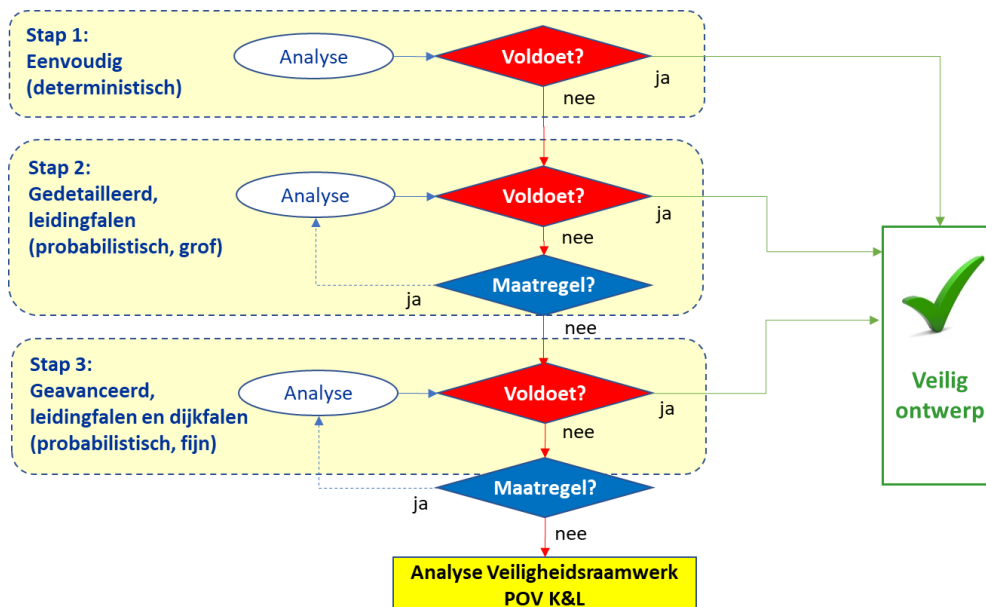 Stap 1:
Eenvoudig
(deterministisch)
Analyse
Voldoet?
ja
nee
Stap 2:
Gedetailleerd,
leidingfalen
(probabilistisch, grof)
Analyse
Voldoet?
ja
nee
Maatregel?
ja
nee
Stap 3:
Geavanceerd,
leidingfalen en dijkfalen
(probabilistisch, fijn)
Analyse
Voldoet?
ja
nee
Maatregel?
ja
nee
Analyse Veiligheidsraamwerk
POV K&L
Veilig
ontwerp